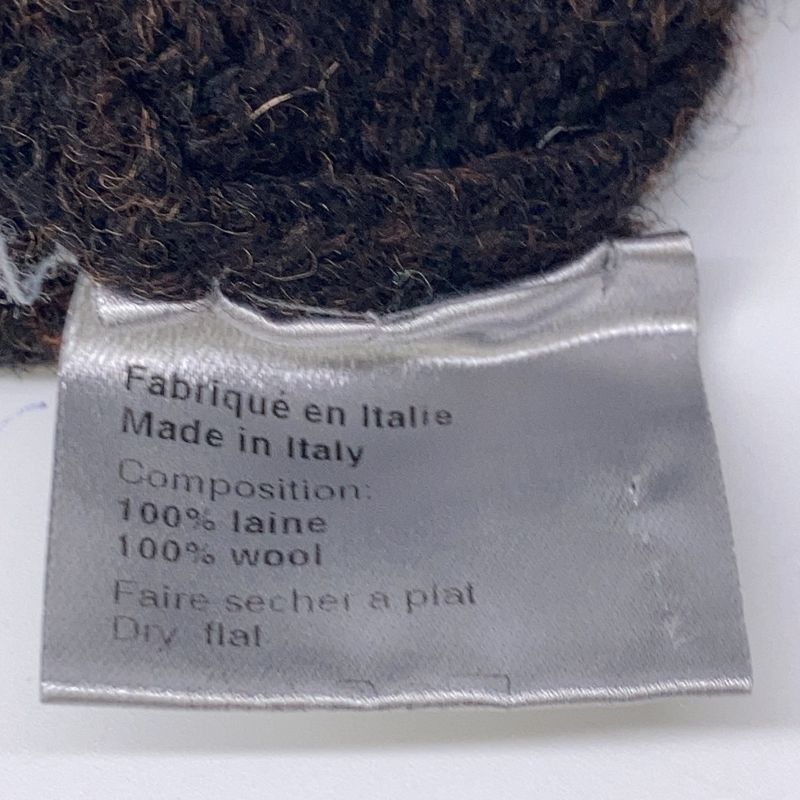 Fabriqué en Italie
Made in Italy
Composition:
100% laine
100% wool
Faire secher a plat
Dry flat